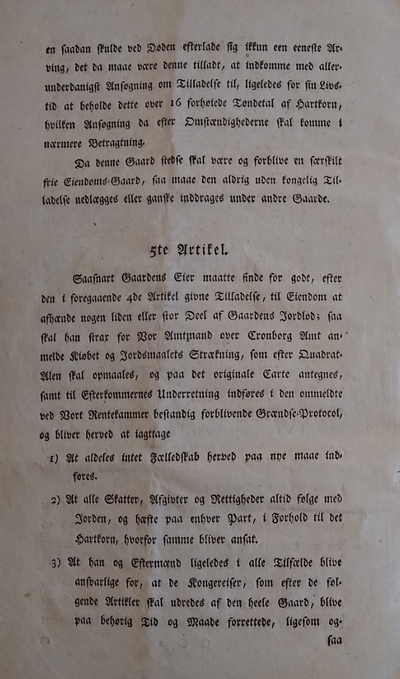 en saadan skulde ved Døden efterlade sig ikkun een eeneste Ar-
ving, det da maae være denne tilladt, at indkomme med aller-
underdanigst Ansøgning om Tilladelse til, ligeledes for sin Livs-
tid at beholde dette over 16 forhøiede Tøndetal af Hartkorn,
hvilken Ansøgning da efter Omstændighederne skal komme i
nærmere Betragtning.
Da denne Gaard stedse skal være og forblive en særskilt
frie Eiendoms-Gaard, saa maae den aldrig uden kongelig Til-
ladelse nedlægges eller ganske inddrages under andre Gaarde.
5te Artikel.
Saasnart Gaardens Eier maatte finde for godt, efter
den i foregaaende 4de Artikel givne Tilladelse, til Eiendom at
afhænde nogen liden eller stor Deel af Gaardens Jordlod; saa
skal han strax for Vor Amtmand over Cronborg Amt an-
melde Kiøbet og Jordsmaalets Strækning, som efter Quadrat-
Alen skal opmaales, og paa det originale Carte antegnes,
samt til Efterkommernes Underretning indføres i den ommeldte
ved Vort Rentekammer bestandig forblivende Grændse-Protocol,
og bliver herved at iagttage
1) At aldeles intet Fælledskab herved paa nye maae ind-
føres.
2) At alle Skatter, Afgivter og Rettigheder altid følge med
Jorden, og hæfte paa enhver Part, i Forhold til det
Hartkorn, hvorfor samme bliver ansat.
3) At han og Eftermænd ligeledes i alle Tilfælde blive
ansvarlige for, at de Kongereiser, som efter de føl-
gende Artikler skal udredes af den heele Gaard, blive
paa behørig Tid og Maade forrettede, ligesom og-
saa